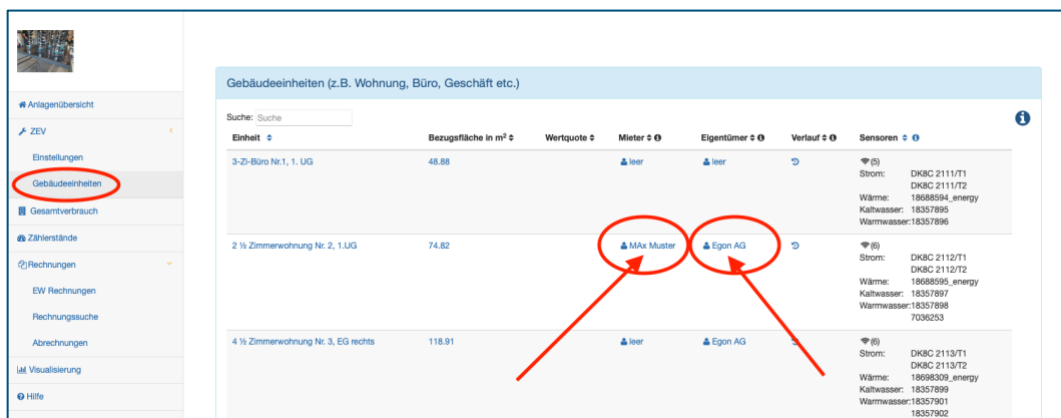 Anlagenübersicht
ZEV
Einstellungen
Gebäudeeinheiten
Gesamtverbrauch
Zählerstände
Rechnungen
EW Rechnungen
Rechnungssuche
Abrechnungen
Visualisierung
Hilfe
Gebäudeeinheiten (z.B. Wohnung, Büro, Geschäft etc.)
Suche: Suche
Einheit Bezugsfläche in m² Wertquote Mieter Eigentümer Verlauf Sensoren
3-Zi-Büro Nr.1, 1. UG 48.88 leer leer (5)
Strom: DK8C 2111/T1
DK8C 2111/T2
Wärme: 18688594_energy
Kaltwasser: 18357895
Warmwasser:18357896
2 ½ Zimmerwohnung Nr. 2, 1.UG 74.82 MAx Muster Egon AG (6)
Strom: DK8C 2112/T1
DK8C 2112/T2
Wärme: 18688595_energy
Kaltwasser: 18357897
Warmwasser:18357898
7036253
4 ½ Zimmerwohnung Nr. 3, EG rechts 118.91 leer Egon AG (6)
Strom: DK8C 2113/T1
DK8C 2113/T2
Wärme: 18698309_energy
Kaltwasser: 18357899
Warmwasser:18357901
18357902